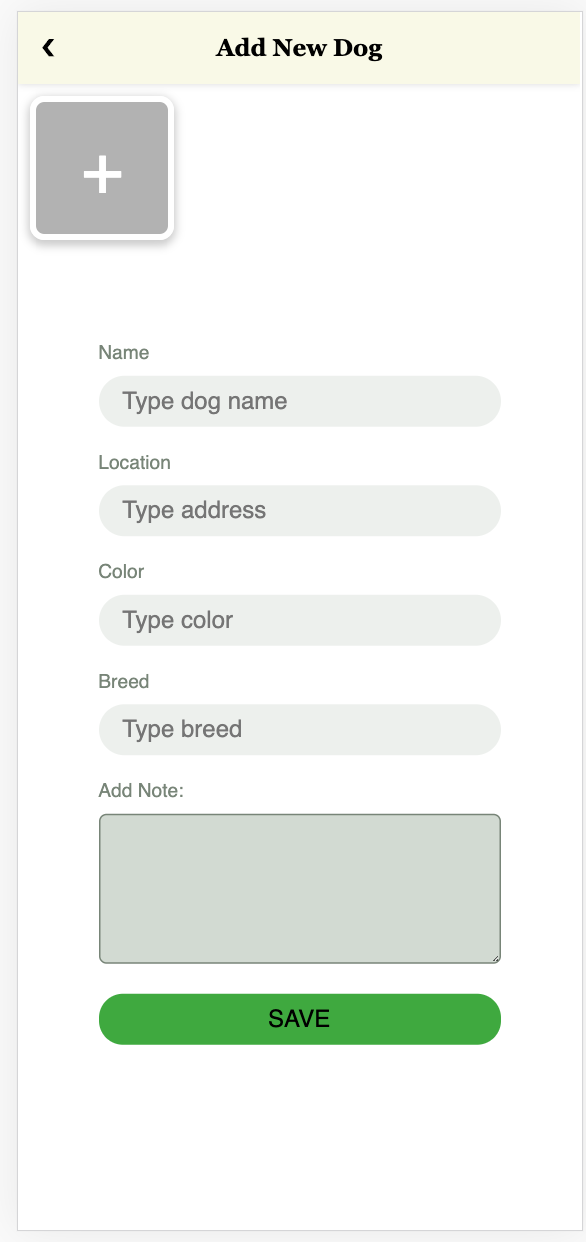 Add New Dog
+
Name
Type dog name
Location
Type address
Color
Type color
Breed
Type breed
Add Note:
SAVE